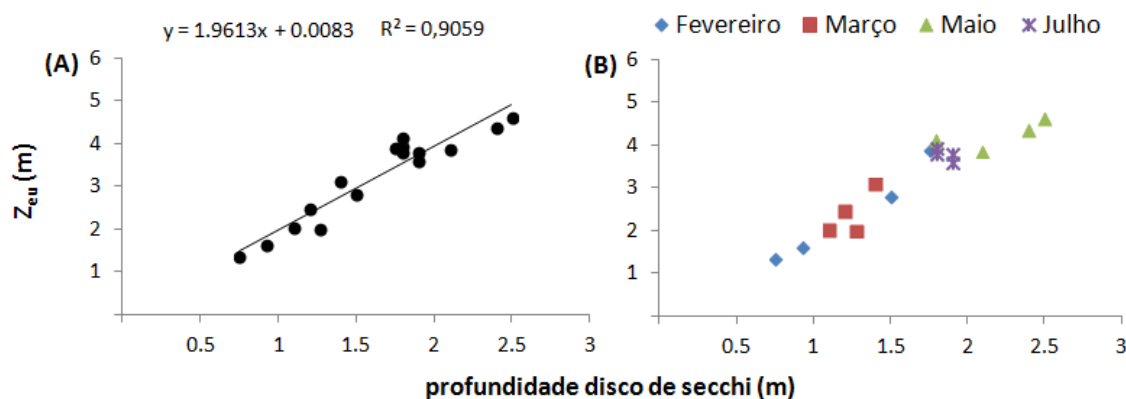 y = 1.9613x + 0.0083 R² = 0,9059
Fevereiro Março Maio Julho
(A)
6
5
4
3
2
1
0.5 1 1.5 2 2.5 3
(B)
6
5
4
3
2
1
0.5 1 1.5 2 2.5 3
Zeu (m)
profundidade disco de secchi (m)